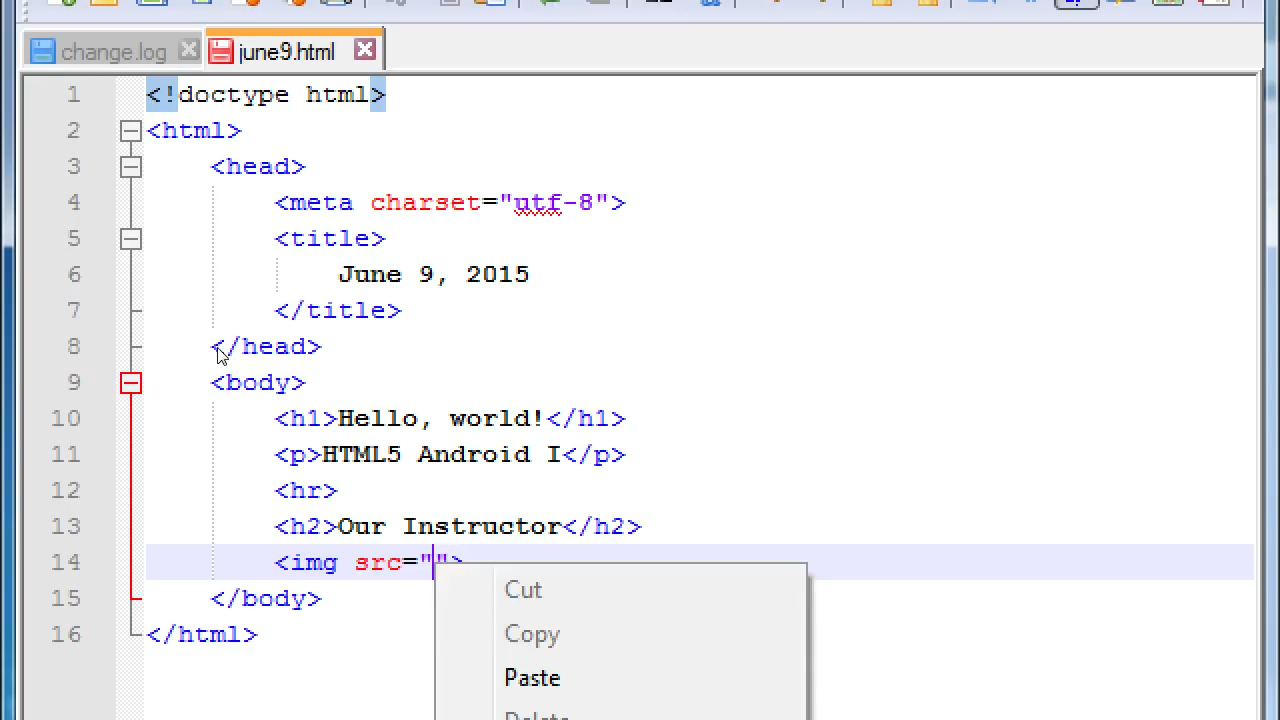 change.log june9.html
1 <!doctype html>
2 <html>
3 <head>
4 <meta charset="utf-8">
5 <title>
6 June 9, 2015
7 </title>
8 </head>
9 <body>
10 <h1>Hello, world!</h1>
11 <p>HTML5 Android I</p>
12 <hr>
13 <h2>Our Instructor</h2>
14 <img src="">
Cut
15 </body>
16 </html>
Copy
Paste
Delete